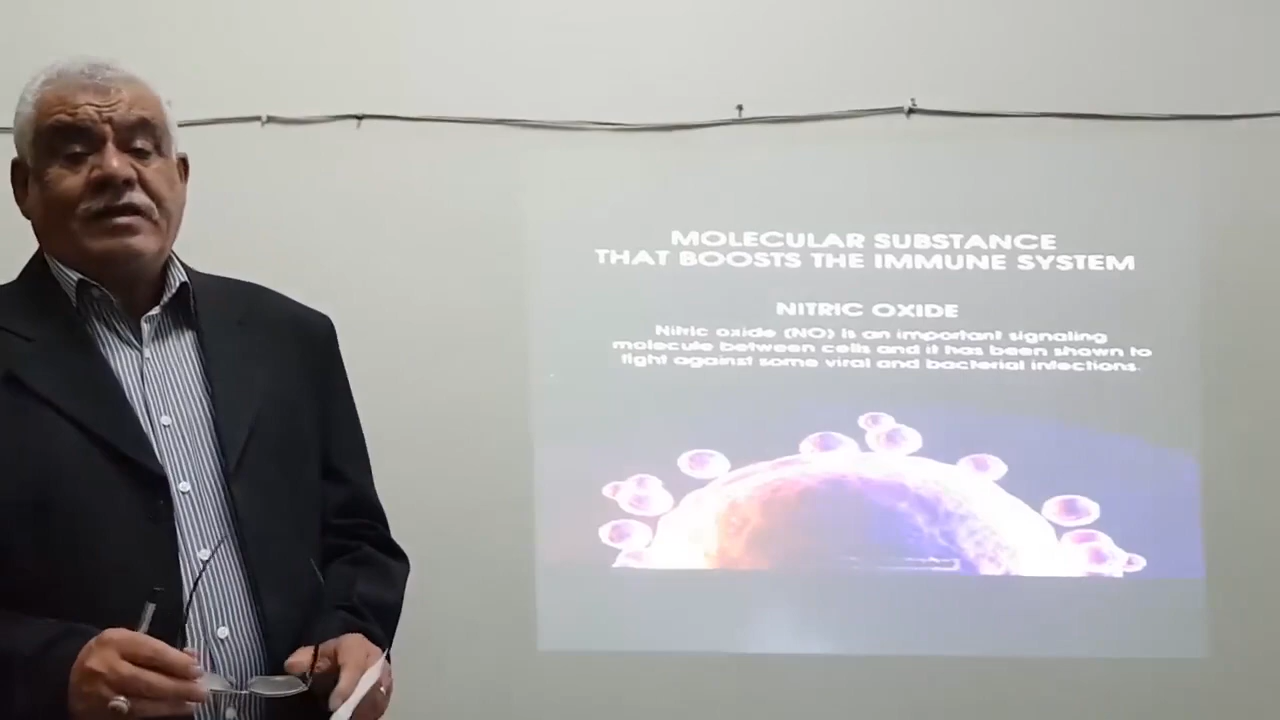 MOLECULAR SUBSTANCE
THAT BOOSTS THE IMMUNE SYSTEM
NITRIC OXIDE
Nitric oxide (NO) is an important signaling
molecule between cells and it has been shown to
fight against some viral and bacterial infections.